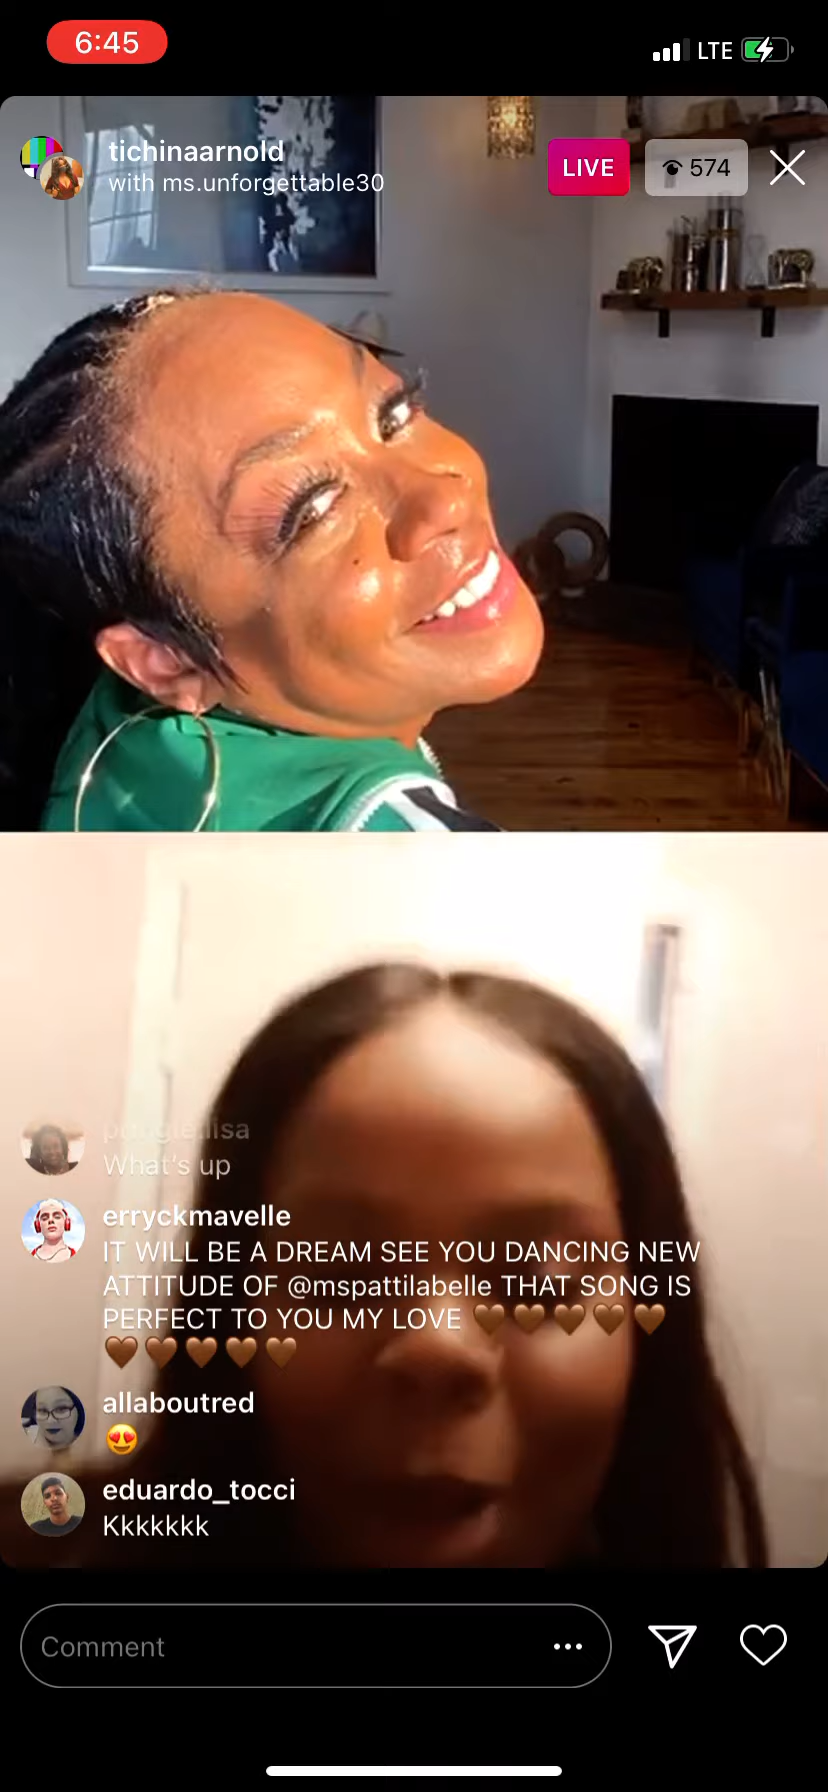 6:45
LTE
tichinaarnold
with ms.unforgettable30
LIVE
574
What's up
erryckmavelle
IT WILL BE A DREAM SEE YOU DANCING NEW
ATTITUDE OF @mspattilabelle THAT SONG IS
PERFECT TO YOU MY LOVE 🤎🤎🤎🤎🤎
🤎🤎🤎🤎🤎
allaboutred
😍
eduardo_tocci
Kkkkkkk
Comment